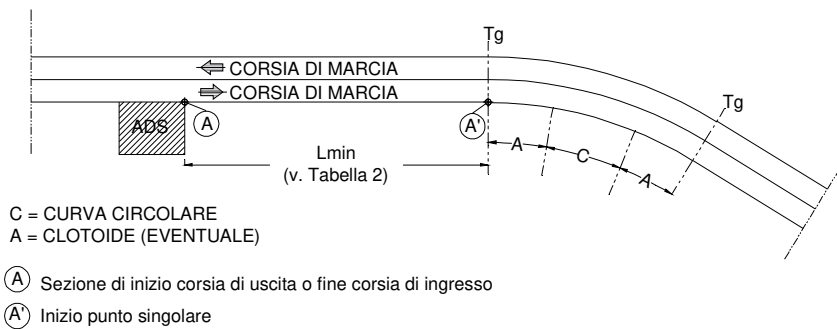 Tg
CORSIA DI MARCIA
CORSIA DI MARCIA
Tg
ADS
A
A'
Lmin
(v. Tabella 2)
A
C
A
C = CURVA CIRCOLARE
A = CLOTOIDE (EVENTUALE)
A Sezione di inizio corsia di uscita o fine corsia di ingresso
A' Inizio punto singolare